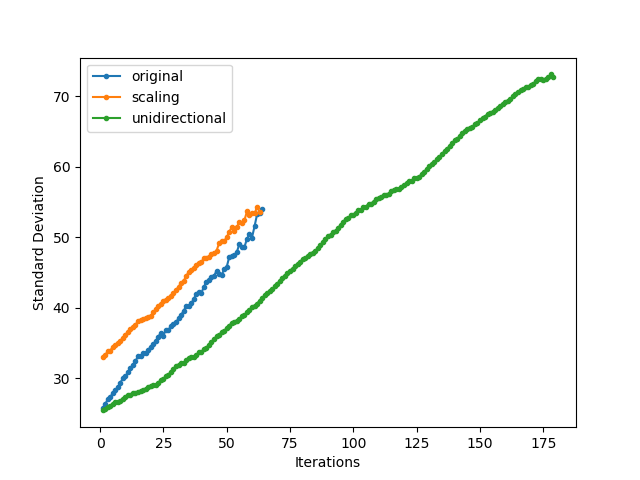 original
scaling
unidirectional
70
60
50
40
30
Standard Deviation
0 25 50 75 100 125 150 175
Iterations